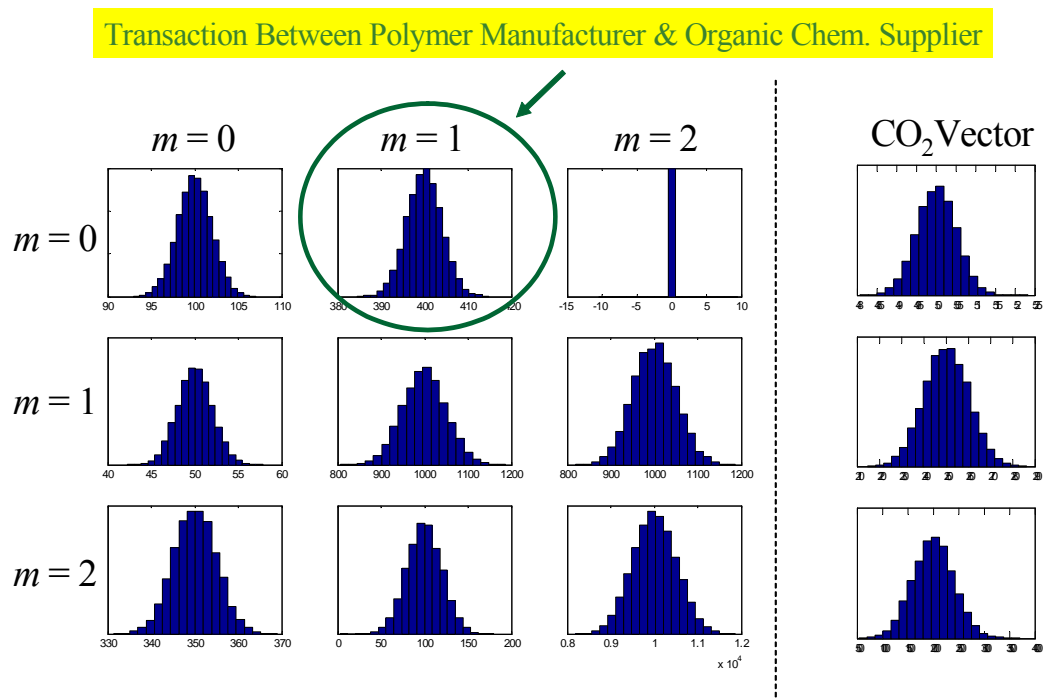 Transaction Between Polymer Manufacturer & Organic Chem. Supplier
m = 0 m = 1 m = 2 CO2Vector
m = 0
90 95 100 105 110 380 390 400 410 420 -15 -10 -5 0 5 10
m = 1
40 45 50 55 60 800 900 1000 1100 1200 800 900 1000 1100 1200
m = 2
330 340 350 360 370 0 50 100 150 200 0.8 0.9 1 1.1 1.2
x 10^4